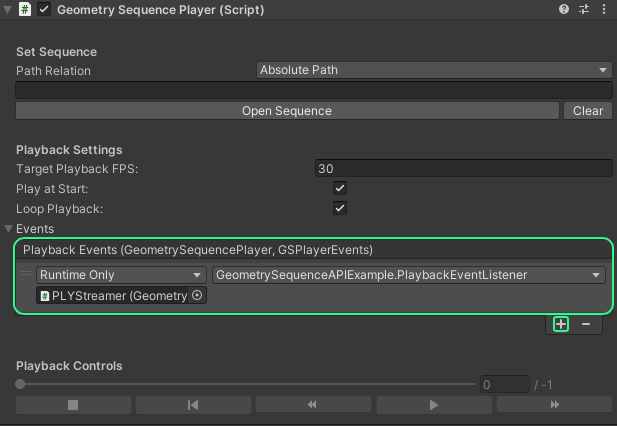 Geometry Sequence Player (Script)
Set Sequence
Path Relation Absolute Path
Open Sequence Clear
Playback Settings
Target Playback FPS: 30
Play at Start:
Loop Playback:
Events
Playback Events (GeometrySequencePlayer, GSPlayerEvents)
Runtime Only GeometrySequenceAPIExample.PlaybackEventListener
PLYStreamer (Geometry
Playback Controls
0 / -1